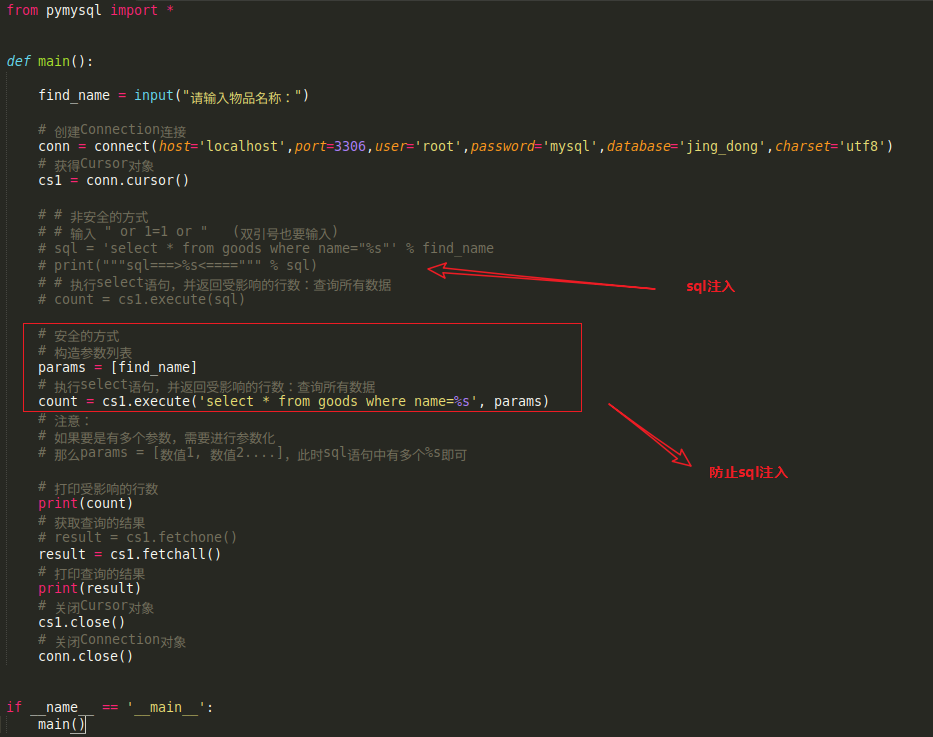 from pymysql import *
def main():
find_name = input("请输入物品名称：")
# 创建Connection连接
conn = connect(host='localhost',port=3306,user='root',password='mysql',database='jing_dong',charset='utf8')
# 获得Cursor对象
cs1 = conn.cursor()
# # 非安全的方式
# # 输入 " or 1=1 or "   (双引号也要输入)
# sql = 'select * from goods where name="%s"' % find_name
# print("""sql===>%s<====""" % sql)
sql注入
# # 执行select语句，并返回受影响的行数：查询所有数据
# count = cs1.execute(sql)
# 安全的方式
# 构造参数列表
params = [find_name]
# 执行select语句，并返回受影响的行数：查询所有数据
count = cs1.execute('select * from goods where name=%s', params)
# 注意：
# 如果要是有多个参数，需要进行参数化
# 那么params = [数值1, 数值2....]，此时sql语句中有多个%s即可
防止sql注入
# 打印受影响的行数
print(count)
# 获取查询的结果
# result = cs1.fetchone()
result = cs1.fetchall()
# 打印查询的结果
print(result)
# 关闭Cursor对象
cs1.close()
# 关闭Connection对象
conn.close()
if __name__ == '__main__':
main()